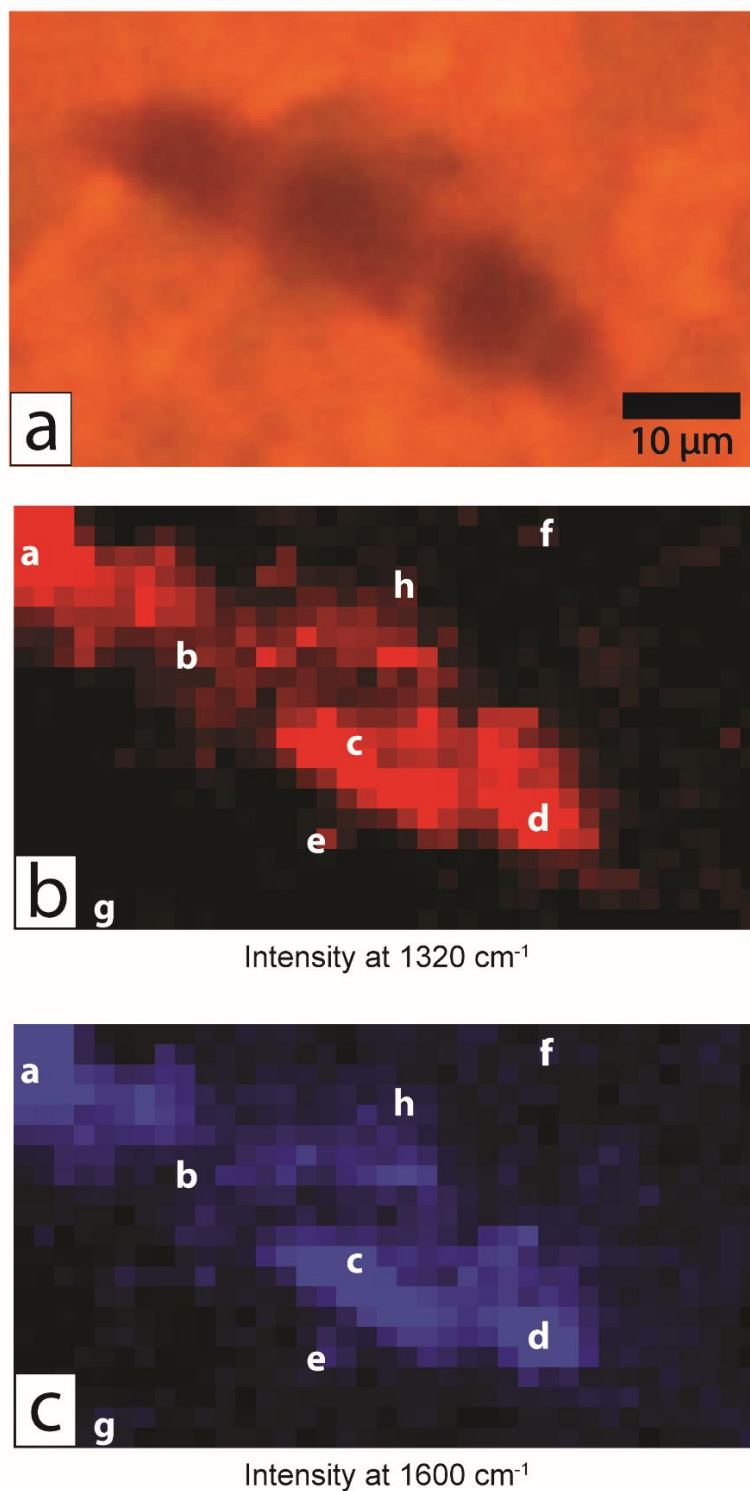 a
10 µm
f
a
h
b
c
d
e
b
g
Intensity at 1320 cm-1
f
a
h
b
c
d
e
c
g
Intensity at 1600 cm-1